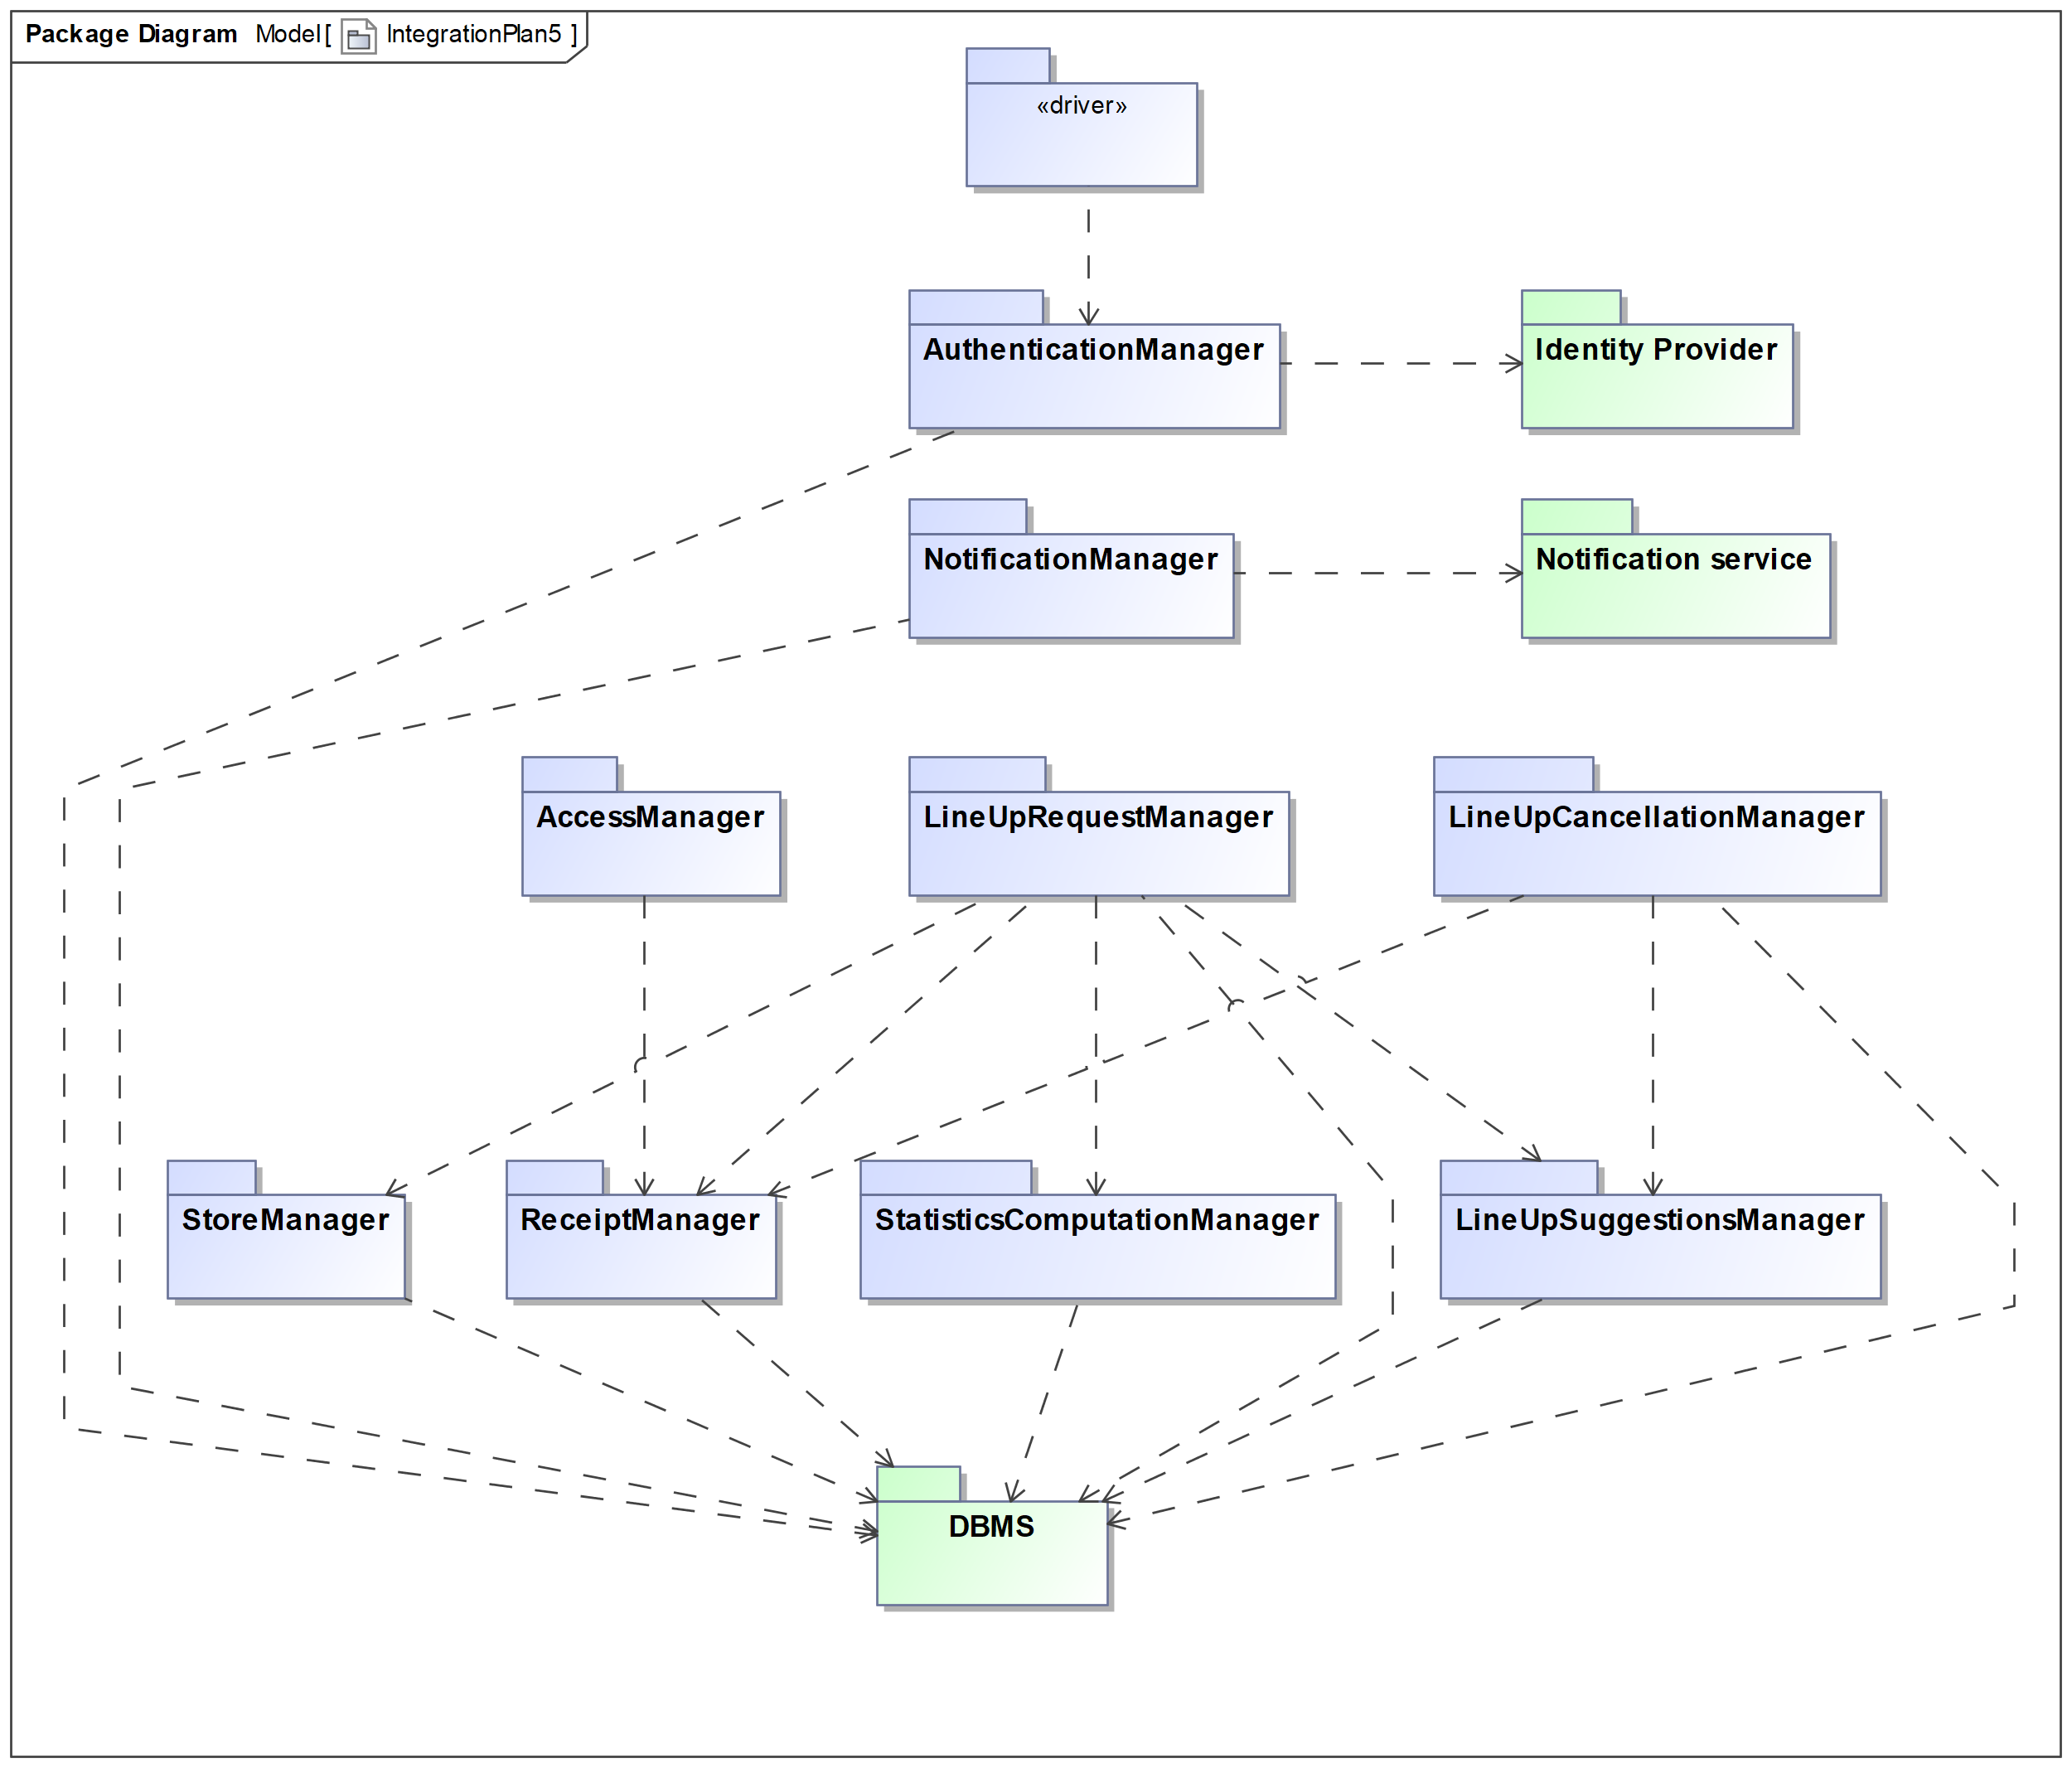 Package Diagram Model [ IntegrationPlan5 ]
«driver»
AuthenticationManager
Identity Provider
NotificationManager
Notification service
AccessManager
LineUpRequestManager
LineUpCancellationManager
StoreManager
ReceiptManager
StatisticsComputationManager
LineUpSuggestionsManager
DBMS